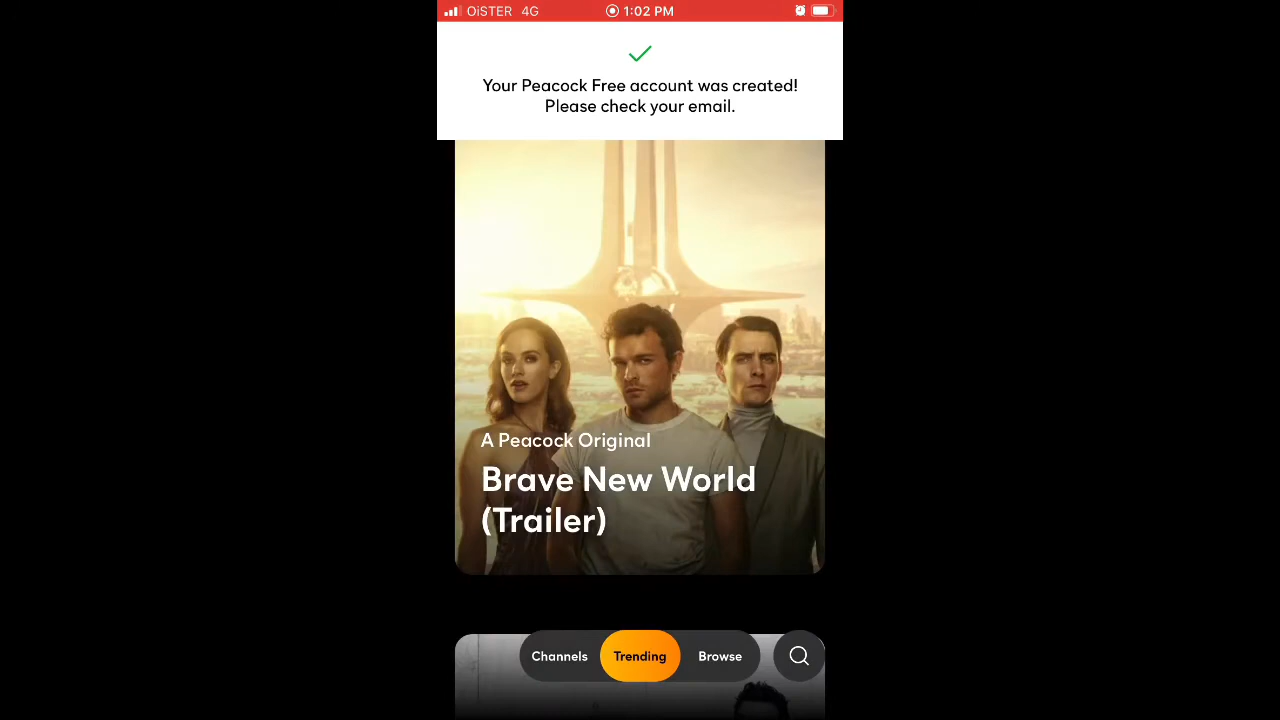 OiSTER 4G 1:02 PM
Your Peacock Free account was created!
Please check your email.
A Peacock Original
Brave New World
(Trailer)
Channels Trending Browse